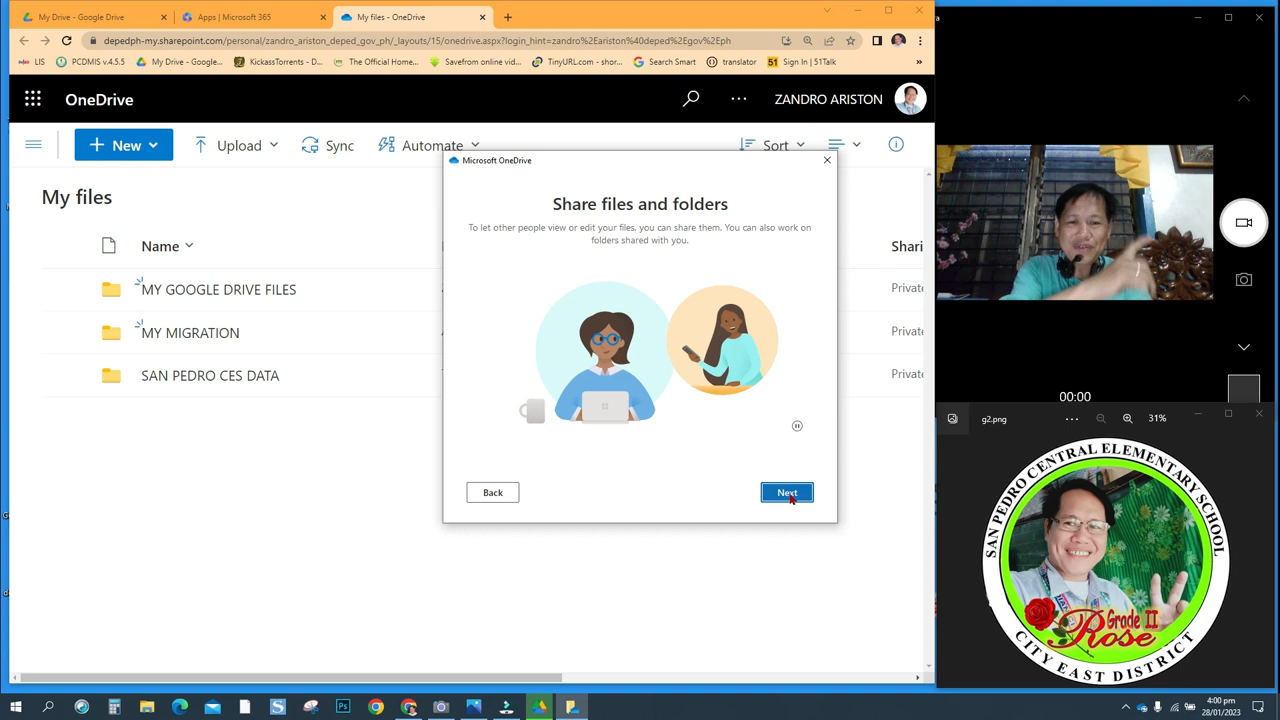 My Drive - Google Drive
Apps | Microsoft 365
My files - OneDrive
depedph-my.sharepoint.com/personal/zandro_ariston_deped_gov_ph/_layouts/15/onedrive.aspx?login_hint=zandro%2Eariston%40deped%2Egov%2Eph
LIS
PCDMIS v.4.5.5
My Drive - Google...
KickassTorrents - D...
The Official Home...
Savefrom online vid...
TinyURL.com - shor...
Search Smart
translator
51 Sign In | 51Talk
OneDrive
ZANDRO ARISTON
New
Upload
Sync
Automate
Sort
My files
Name
Shari
MY GOOGLE DRIVE FILES
Private
MY MIGRATION
Private
SAN PEDRO CES DATA
Private
Microsoft OneDrive
Share files and folders
To let other people view or edit your files, you can share them. You can also work on
folders shared with you.
Back
Next
00:00
g2.png
31%
SAN PEDRO CENTRAL ELEMENTARY SCHOOL
Grade II
Rose
CITY EAST DISTRICT
4:00 pm
28/01/2023